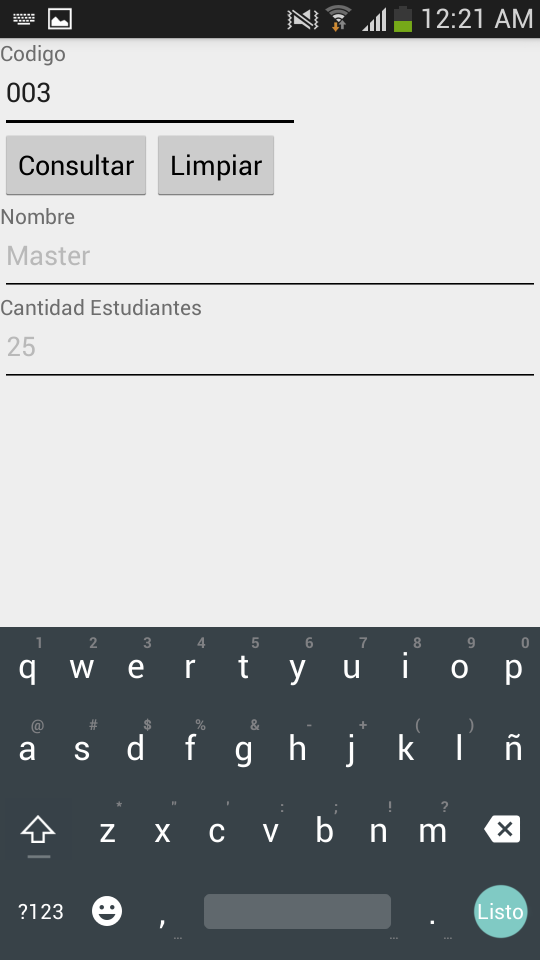 12:21 AM
Codigo
003
Consultar Limpiar
Nombre
Master
Cantidad Estudiantes
25
1 2 3 4 5 6 7 8 9 0
q w e r t y u i o p
@ # $ % & - + ( )
a s d f g h j k l ñ
* " ' : ; ! ?
z x c v b n m
?123 , . Listo
... ... ...